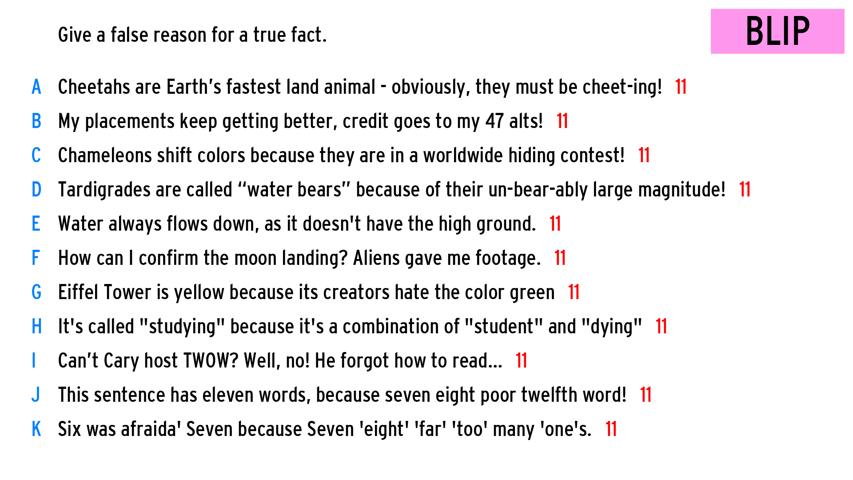 Give a false reason for a true fact.
BLIP
A Cheetahs are Earth's fastest land animal - obviously, they must be cheet-ing! 11
B My placements keep getting better, credit goes to my 47 alts! 11
C Chameleons shift colors because they are in a worldwide hiding contest! 11
D Tardigrades are called “water bears” because of their un-bear-ably large magnitude! 11
E Water always flows down, as it doesn't have the high ground. 11
F How can I confirm the moon landing? Aliens gave me footage. 11
G Eiffel Tower is yellow because its creators hate the color green 11
H It's called "studying" because it's a combination of "student" and "dying" 11
I Can't Cary host TWOW? Well, no! He forgot how to read... 11
J This sentence has eleven words, because seven eight poor twelfth word! 11
K Six was afraida' Seven because Seven 'eight' 'far' 'too' many 'one's. 11